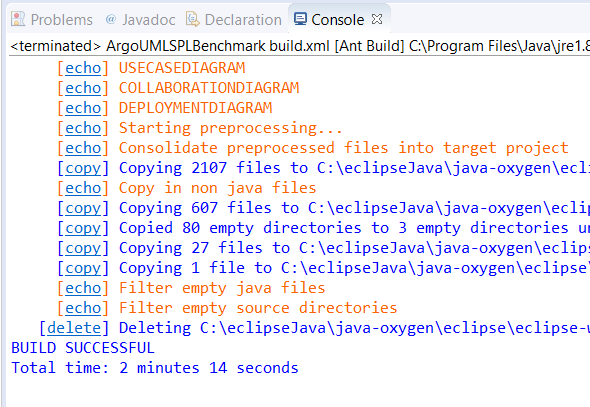 Problems @ Javadoc Declaration Console
<terminated> ArgoUMLSPLBenchmark build.xml [Ant Build] C:\Program Files\Java\jre1.8
[echo] USECASEDIAGRAM
[echo] COLLABORATIONDIAGRAM
[echo] DEPLOYMENTDIAGRAM
[echo] Starting preprocessing...
[echo] Consolidate preprocessed files into target project
[copy] Copying 2107 files to C:\eclipseJava\java-oxygen\ecl
[echo] Copy in non java files
[copy] Copying 607 files to C:\eclipseJava\java-oxygen\eclip
[copy] Copied 80 empty directories to 3 empty directories un
[copy] Copying 27 files to C:\eclipseJava\java-oxygen\eclips
[copy] Copying 1 file to C:\eclipseJava\java-oxygen\eclipse\
[echo] Filter empty java files
[echo] Filter empty source directories
[delete] Deleting C:\eclipseJava\java-oxygen\eclipse\eclipse-w
BUILD SUCCESSFUL
Total time: 2 minutes 14 seconds